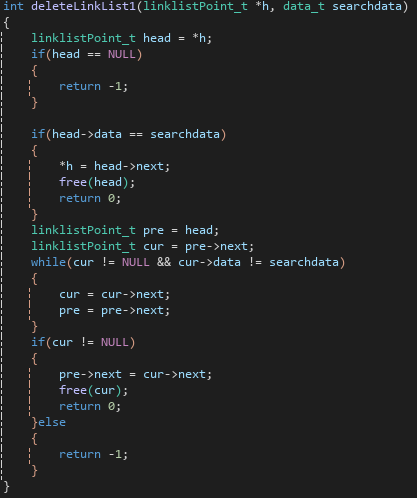 int deleteLinkList1(linklistPoint_t *h, data_t searchdata)
{
    linklistPoint_t head = *h;
    if(head == NULL)
    {
        return -1;
    }

    if(head->data == searchdata)
    {
        *h = head->next;
        free(head);
        return 0;
    }
    linklistPoint_t pre = head;
    linklistPoint_t cur = pre->next;
    while(cur != NULL && cur->data != searchdata)
    {
        cur = cur->next;
        pre = pre->next;
    }
    if(cur != NULL)
    {
        pre->next = cur->next;
        free(cur);
        return 0;
    }else
    {
        return -1;
    }
}